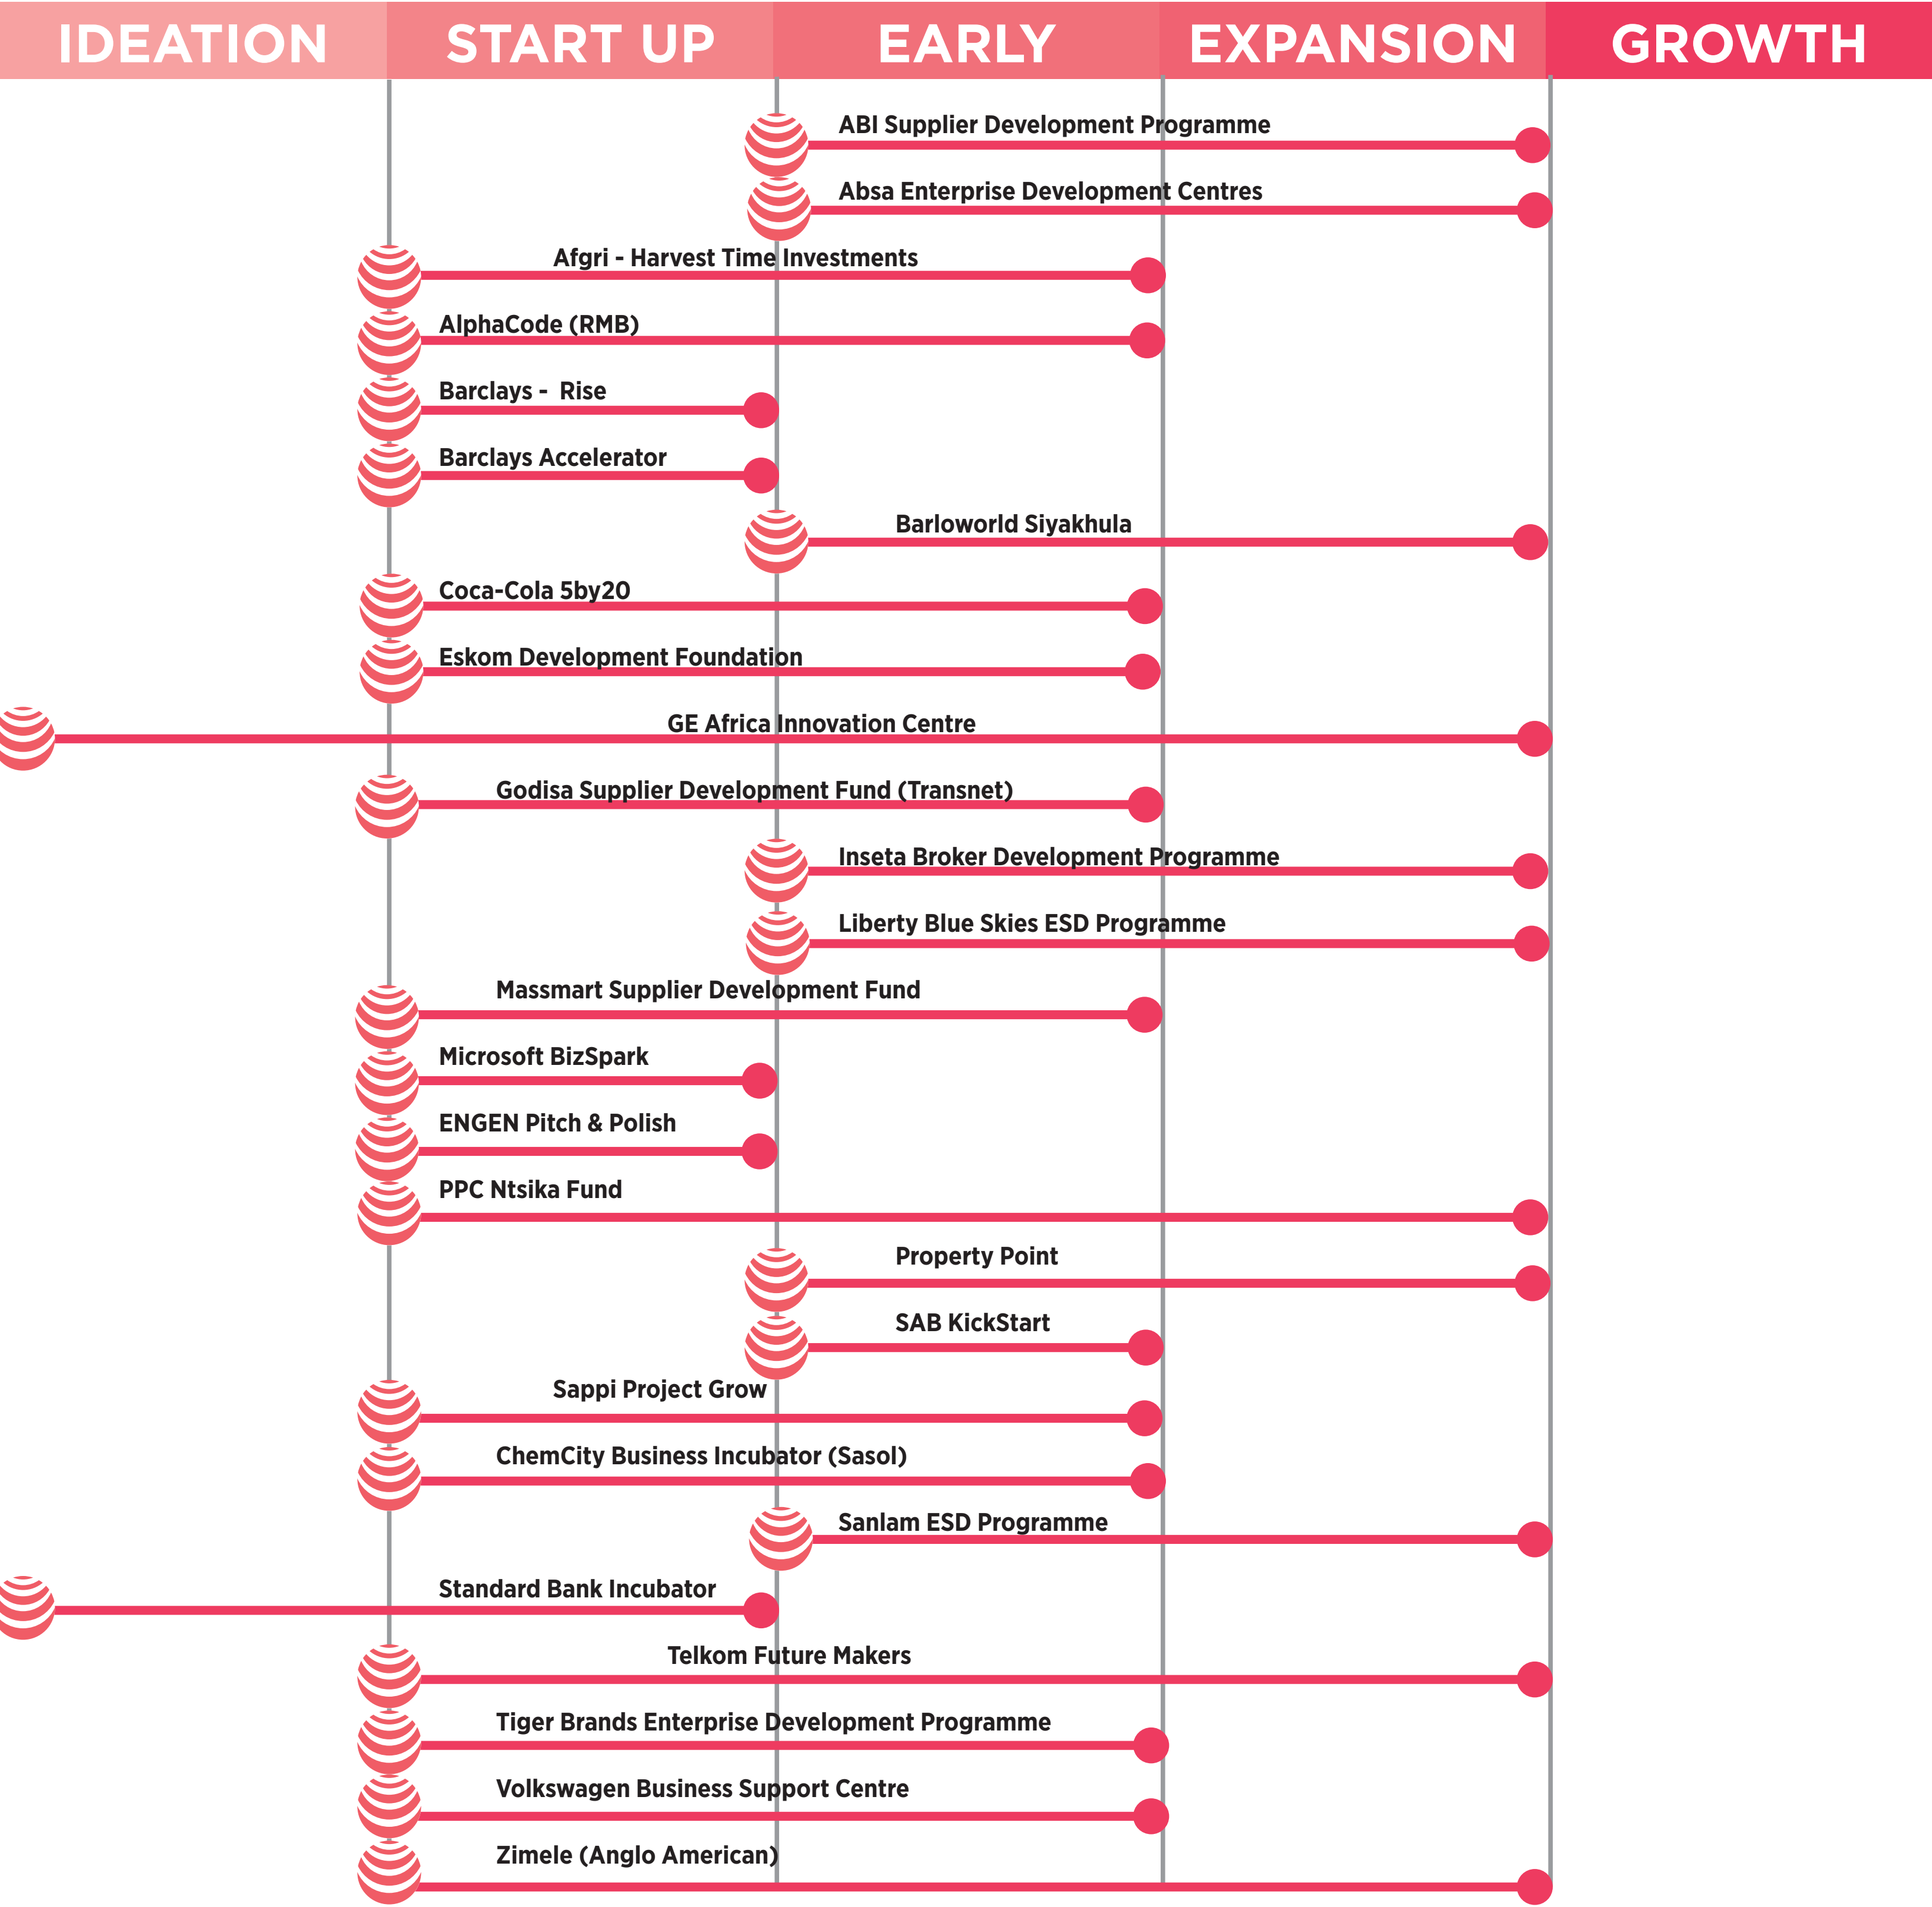 IDEATION START UP EARLY EXPANSION GROWTH
ABI Supplier Development Programme
Absa Enterprise Development Centres
Afgri - Harvest Time Investments
AlphaCode (RMB)
Barclays - Rise
Barclays Accelerator
Barloworld Siyakhula
Coca-Cola 5by20
Eskom Development Foundation
GE Africa Innovation Centre
Godisa Supplier Development Fund (Transnet)
Inseta Broker Development Programme
Liberty Blue Skies ESD Programme
Massmart Supplier Development Fund
Microsoft BizSpark
ENGEN Pitch & Polish
PPC Ntsika Fund
Property Point
SAB KickStart
Sappi Project Grow
ChemCity Business Incubator (Sasol)
Sanlam ESD Programme
Standard Bank Incubator
Telkom Future Makers
Tiger Brands Enterprise Development Programme
Volkswagen Business Support Centre
Zimele (Anglo American)